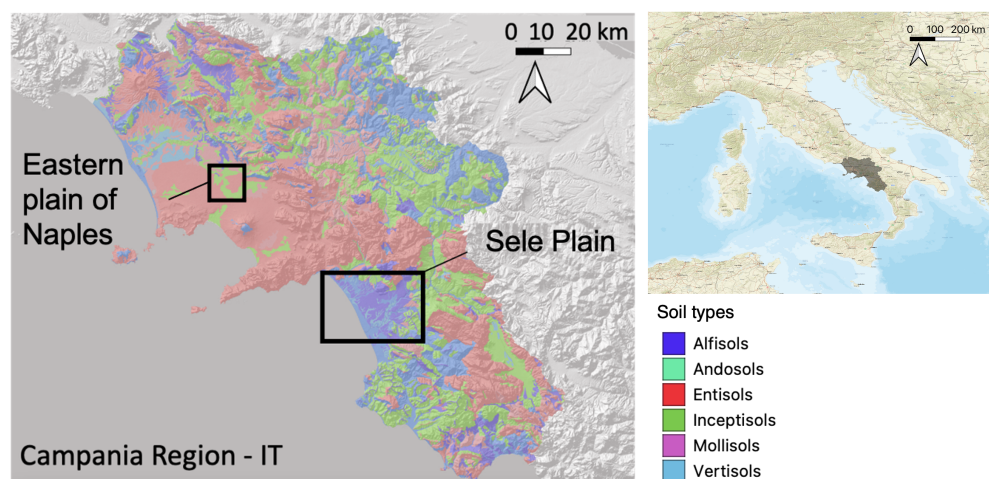 0 10 20 km
Eastern
plain of
Naples
Sele Plain
Campania Region - IT
0 100 200 km
Soil types
Alfisols
Andosols
Entisols
Inceptisols
Mollisols
Vertisols